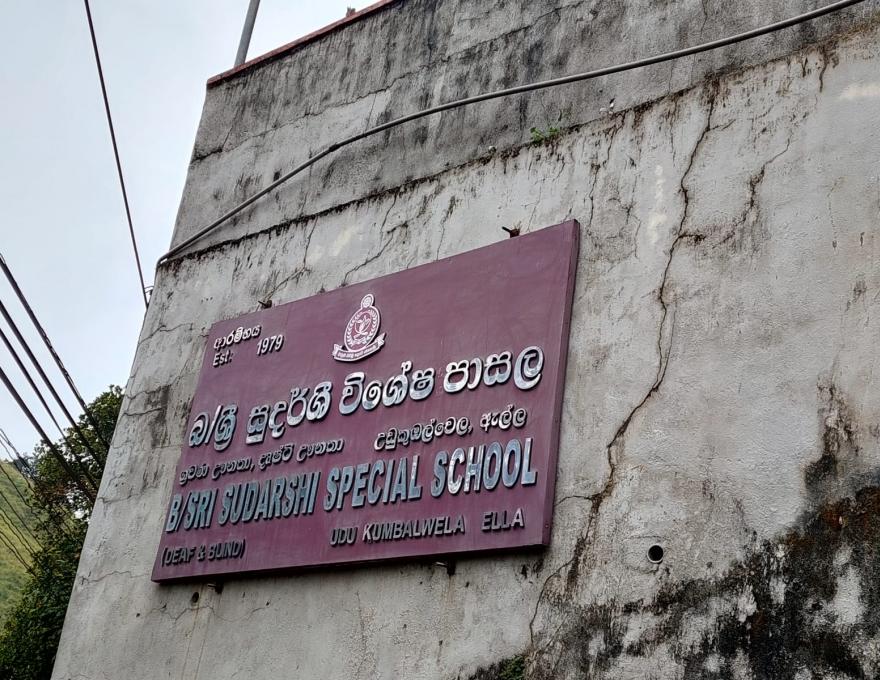 ආරම්භය
Est: 1979
බ/ශ්‍රී සුදර්ශී විශේෂ පාසල
ශ්‍රවණ ඌනතා, දෘෂ්ටි ඌනතා උඩුකුඹල්වෙල, ඇල්ල
B/SRI SUDARSHI SPECIAL SCHOOL
(DEAF & BLIND) UDU KUMBALWELA ELLA